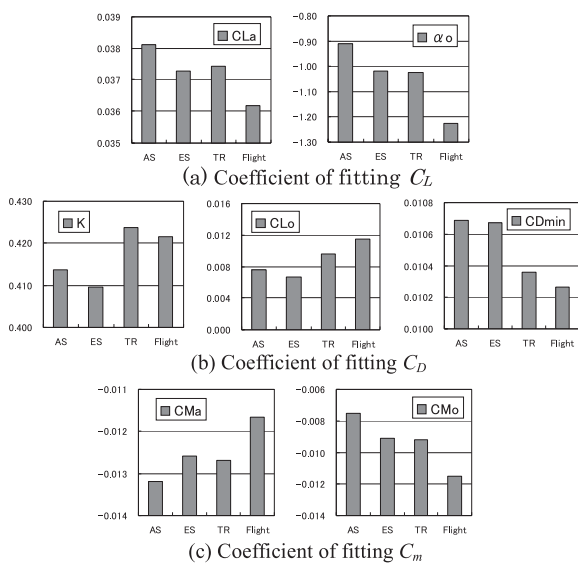 0.039
0.038
0.037
0.036
0.035
CLa
AS ES TR Flight
-0.80
-0.90
-1.00
-1.10
-1.20
-1.30
αo
AS ES TR Flight
(a) Coefficient of fitting C_L
0.430
0.420
0.410
0.400
K
AS ES TR Flight
0.016
0.012
0.008
0.004
0.000
CLo
AS ES TR Flight
0.0108
0.0106
0.0104
0.0102
0.0100
CDmin
AS ES TR Flight
(b) Coefficient of fitting C_D
-0.011
-0.012
-0.013
-0.014
CMa
AS ES TR Flight
-0.006
-0.008
-0.010
-0.012
-0.014
CMo
AS ES TR Flight
(c) Coefficient of fitting C_m